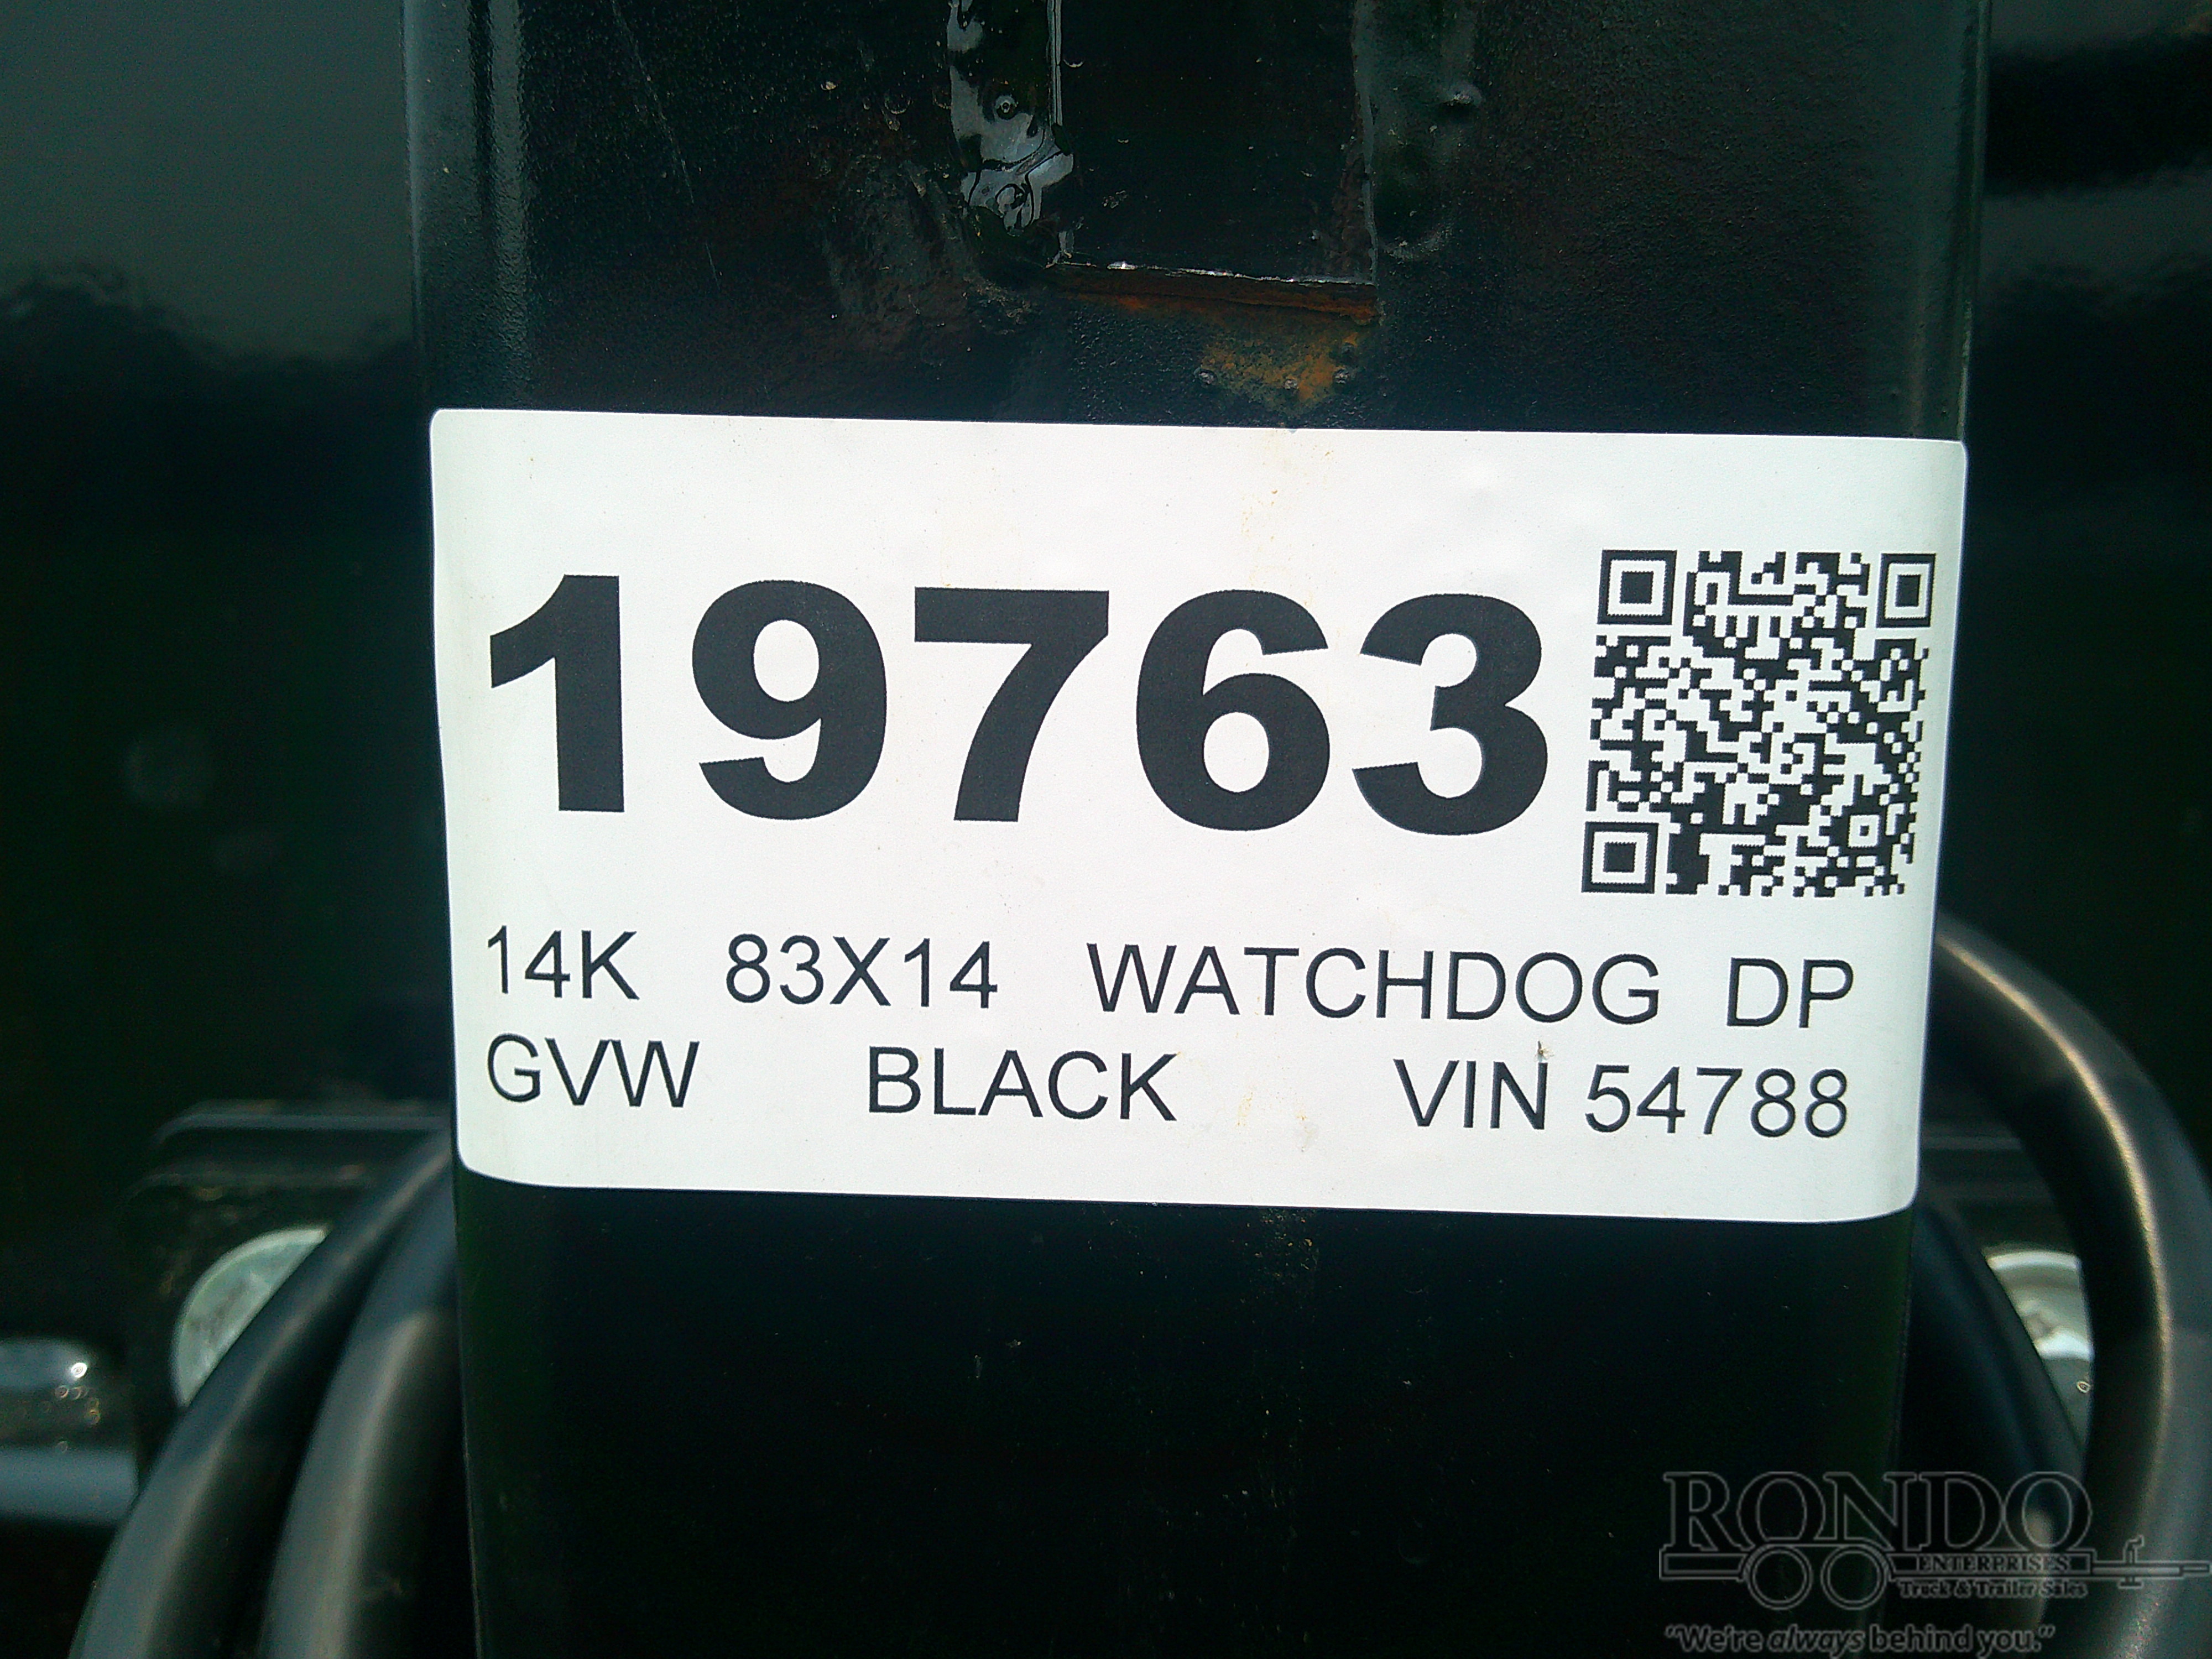 19763
14K 83X14 WATCHDOG DP
GVW BLACK VIN 54788
RONDO
ENTERPRISES
Truck & Trailer Sales
"We're always behind you."